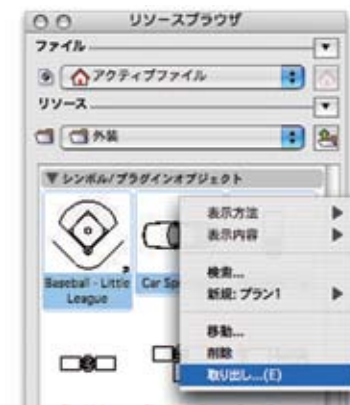 リソースブラウザ
ファイル
アクティブファイル
リソース
外装
シンボル/プラグインオブジェクト
Baseball - Little
League
Car Sp
表示方法
表示内容
検索...
新規: プラン1
移動...
削除
取り出し...(E)